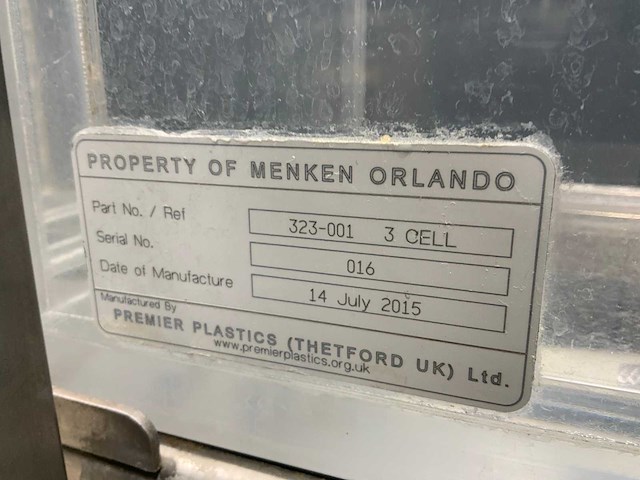 PROPERTY OF MENKEN ORLANDO
Part No. / Ref 323-001 3 CELL
Serial No. 016
Date of Manufacture 14 July 2015
Manufactured By
PREMIER PLASTICS (THETFORD UK) Ltd.
www.premierplastics.org.uk